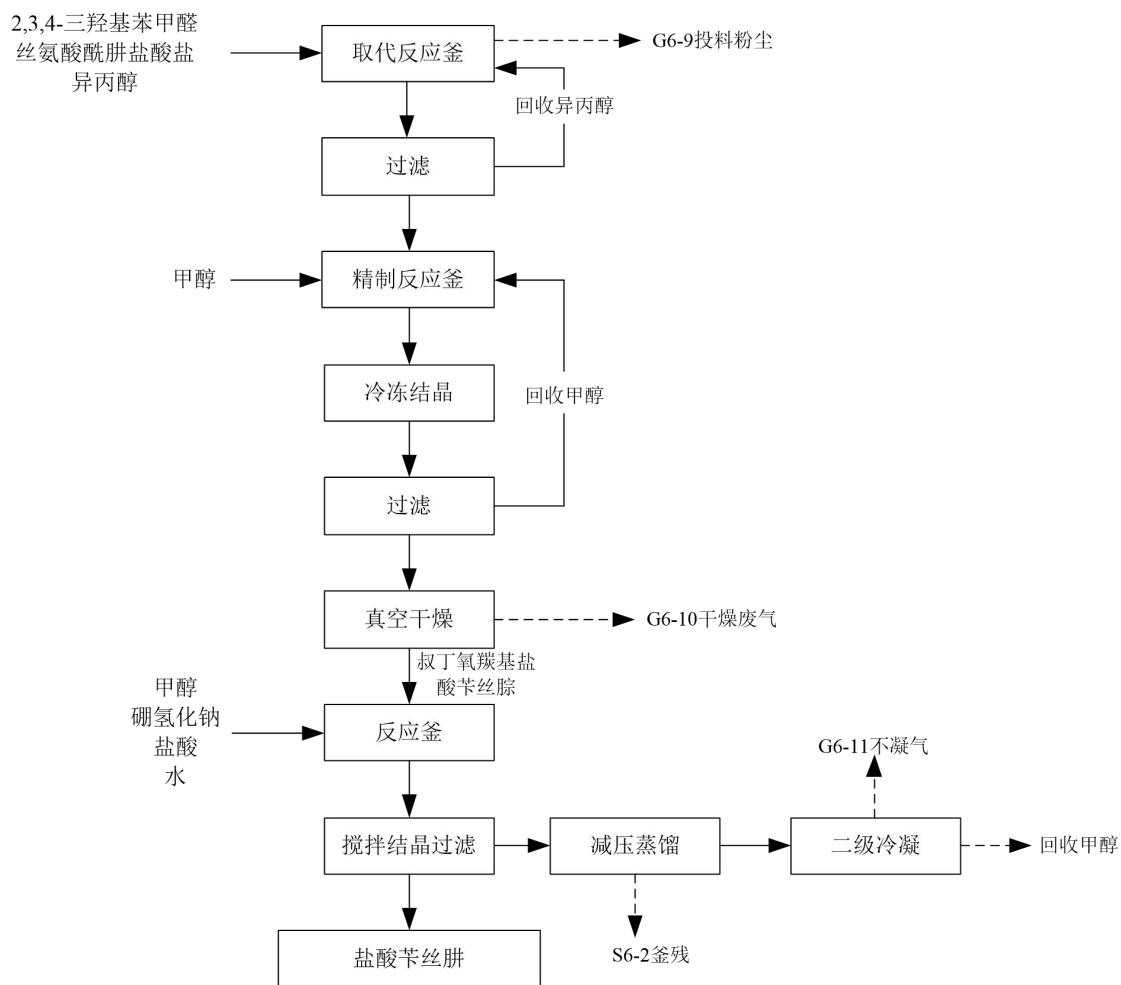 2,3,4-三羟基苯甲醛
丝氨酸酰肼盐酸盐
异丙醇
取代反应釜
G6-9投料粉尘
回收异丙醇
过滤
甲醇
精制反应釜
冷冻结晶
回收甲醇
过滤
真空干燥
G6-10干燥废气
叔丁氧羰基盐
酸苄丝腙
甲醇
硼氢化钠
盐酸
水
反应釜
G6-11不凝气
搅拌结晶过滤
减压蒸馏
二级冷凝
回收甲醇
S6-2釜残
盐酸苄丝肼